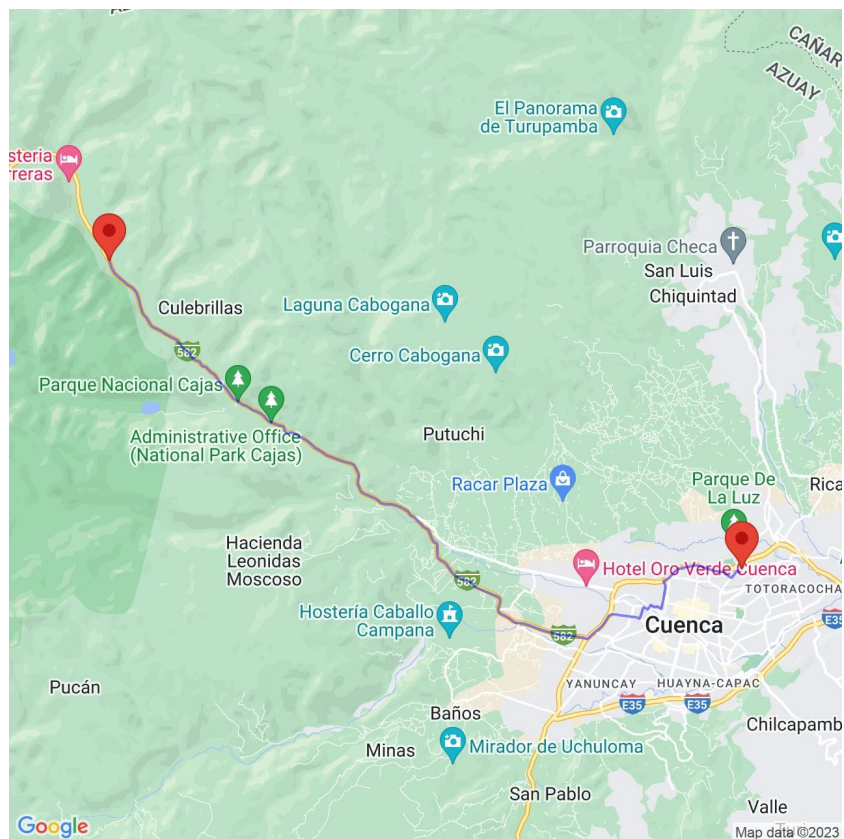 CAÑAR
AZUAY
El Panorama
de Turupamba
steria
rreras
Parroquia Checa
San Luis
Chiquintad
Culebrillas
Laguna Cabogana
582
Cerro Cabogana
Parque Nacional Cajas
Administrative Office
(National Park Cajas)
Putuchi
Racar Plaza
Parque De
La Luz
Rica
Hacienda
Leonidas
Moscoso
582
Hotel Oro Verde Cuenca
TOTORACOCHA
Hostería Caballo
Campana
582
Cuenca
E35
Pucán
YANUNCAY
HUAYNA-CAPAC
E35
E35
Baños
Chilcapamb
Minas
Mirador de Uchuloma
San Pablo
Valle
Google
Map data ©2023